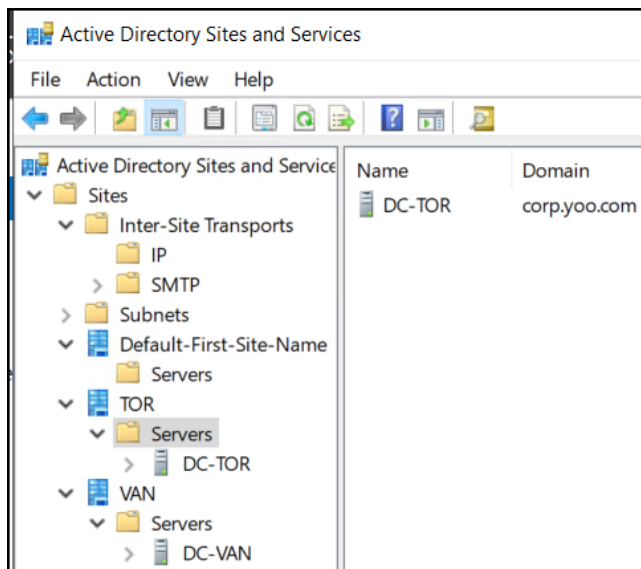 Active Directory Sites and Services
File Action View Help
Active Directory Sites and Service
Sites
Inter-Site Transports
IP
SMTP
Subnets
Default-First-Site-Name
Servers
TOR
Servers
DC-TOR
VAN
Servers
DC-VAN
Name Domain
DC-TOR corp.yoo.com